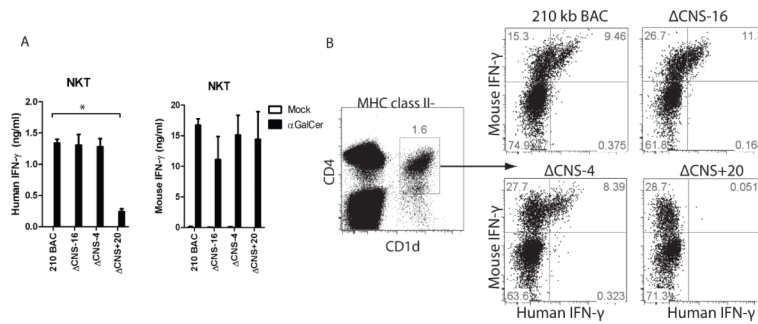 A
NKT
Human IFN-γ (ng/ml)
2.0
1.5
1.0
0.5
0.0
*
210 BAC
ΔCNS-16
ΔCNS-4
ΔCNS+20
NKT
Mouse IFN-γ (ng/ml)
20
15
10
5
0
210 BAC
ΔCNS-16
ΔCNS-4
ΔCNS+20
Mock
αGalCer
B
MHC class II-
1.6
CD4
CD1d
210 kb BAC
15.3 9.46
74.9 0.375
Mouse IFN-γ
ΔCNS-16
26.7
61.8
ΔCNS-4
27.7 8.39
63.6 0.323
Mouse IFN-γ
Human IFN-γ
ΔCNS+20
28.7 0.051
71.3
Human IFN-γ